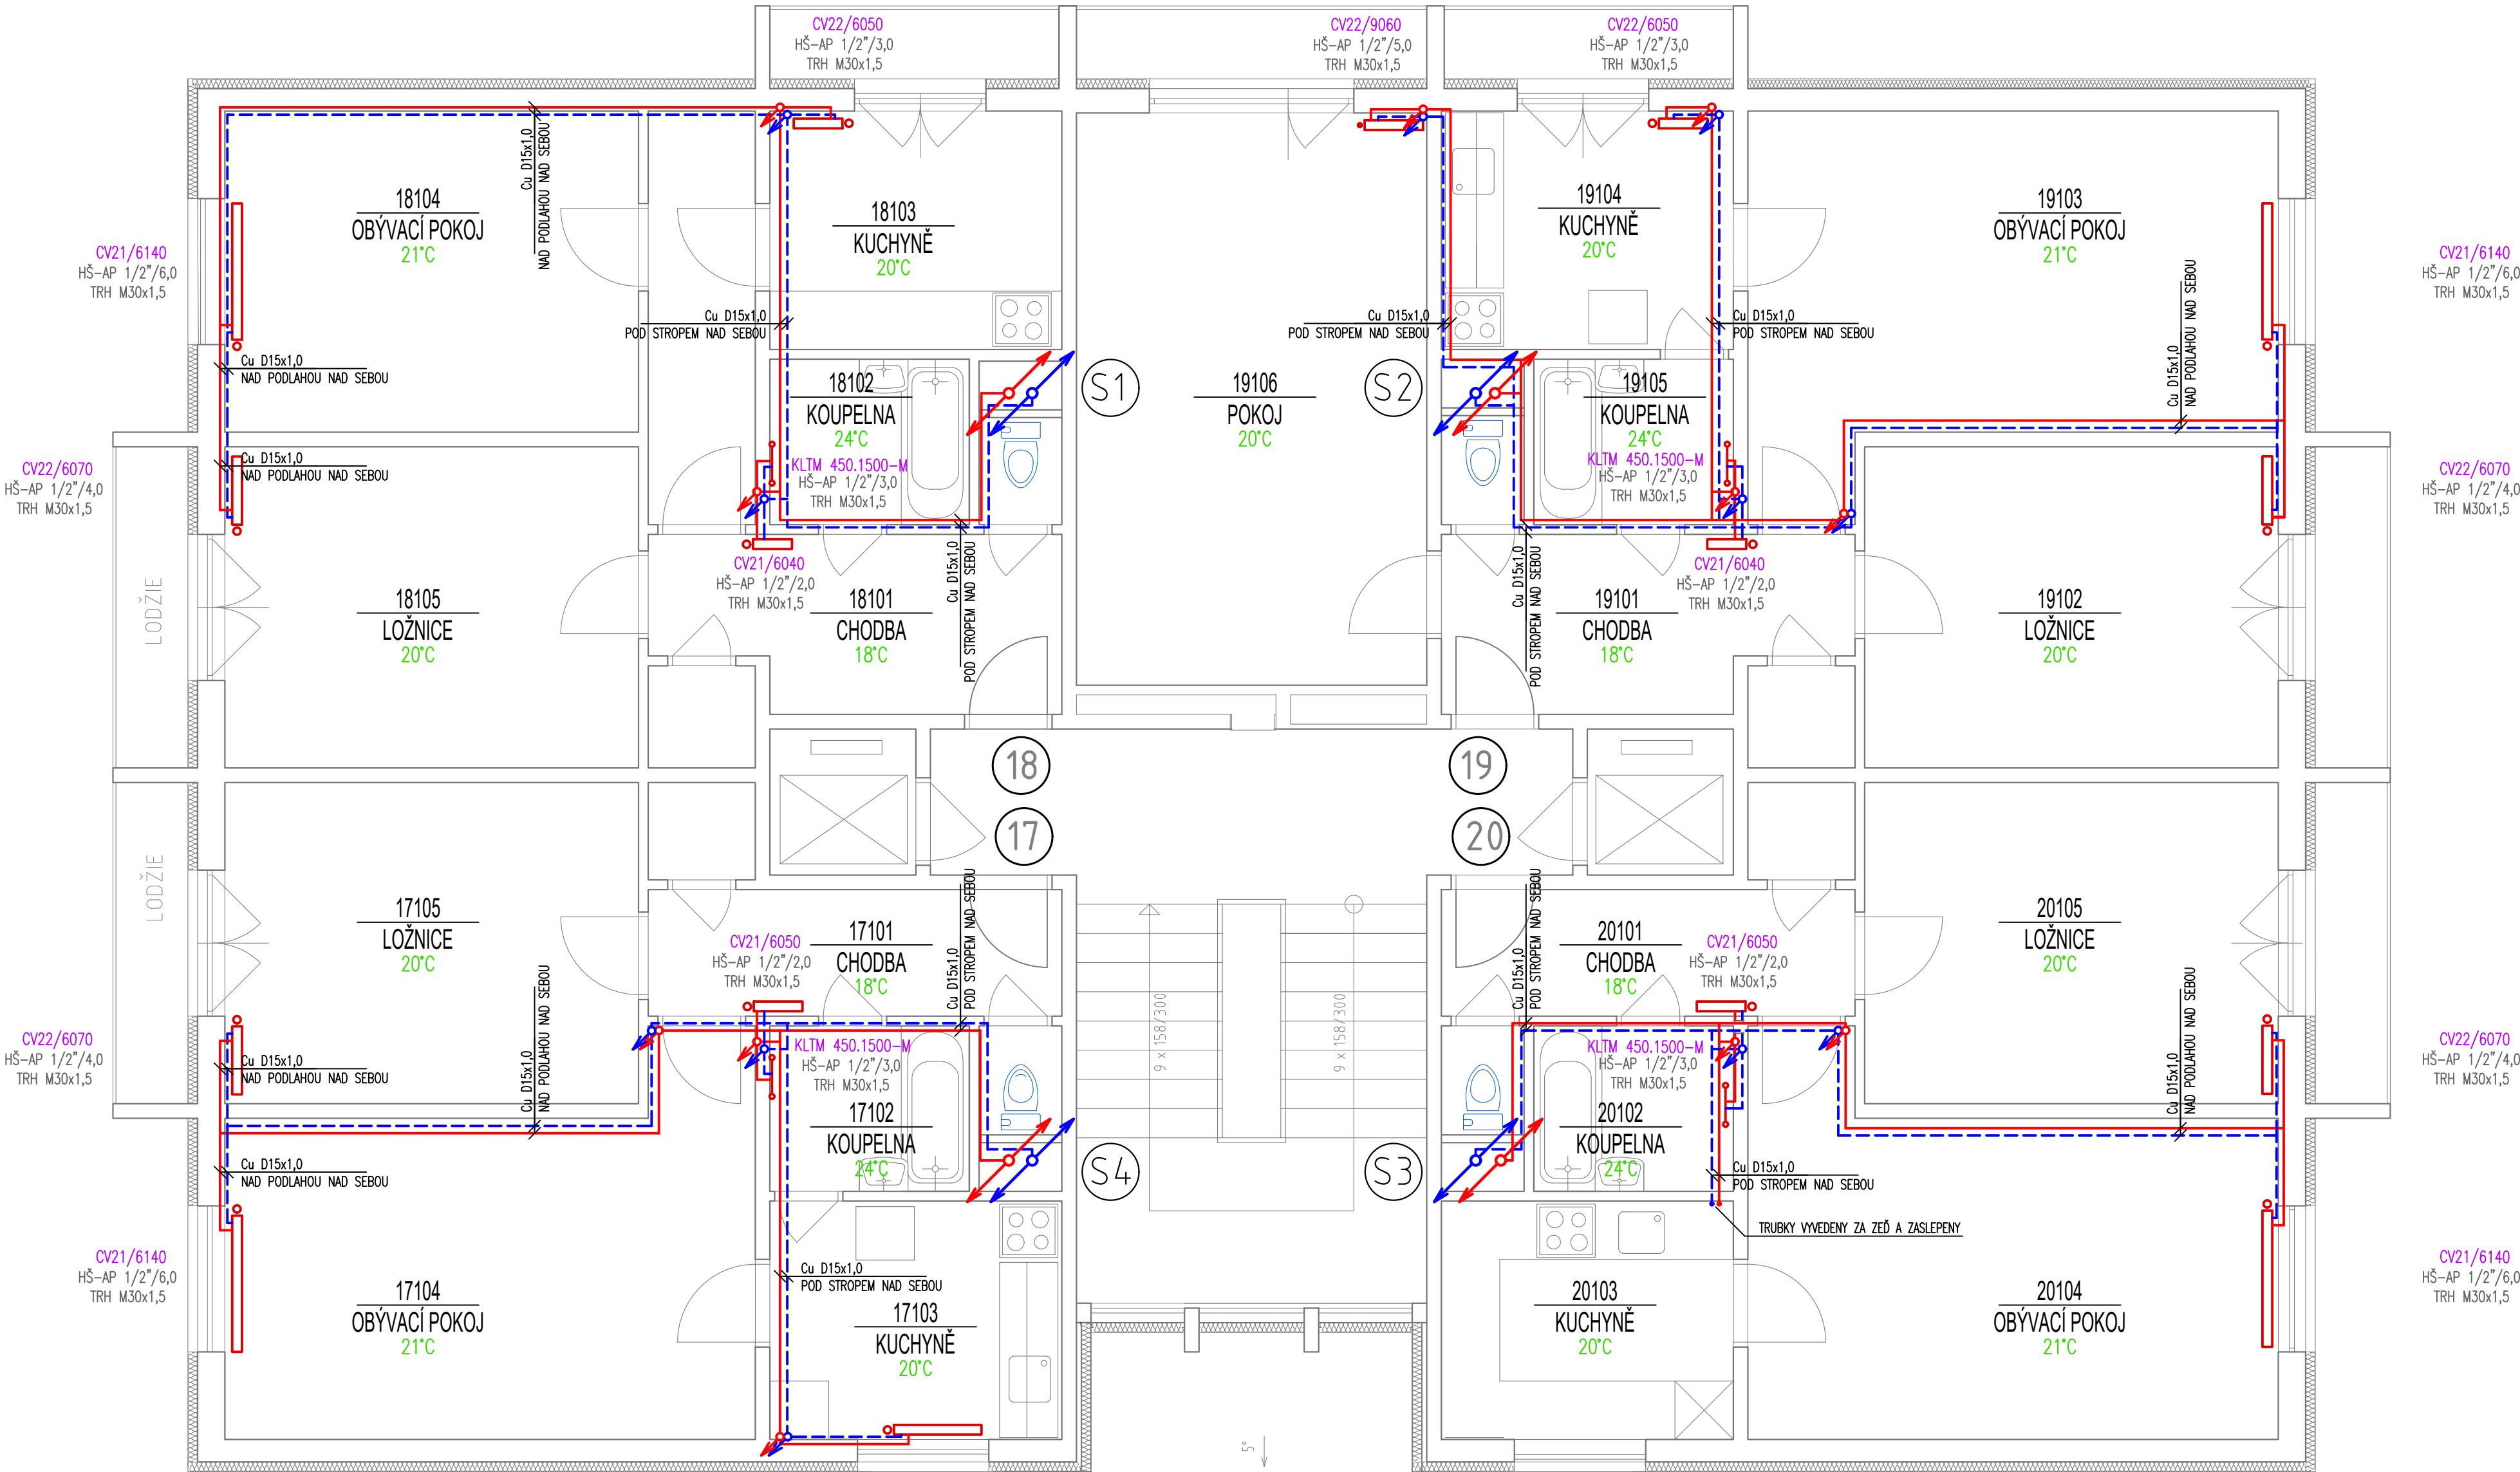 CV22/6050
HŠ-AP 1/2"/3,0
TRH M30x1,5
CV22/9060
HŠ-AP 1/2"/5,0
TRH M30x1,5
CV22/6050
HŠ-AP 1/2"/3,0
TRH M30x1,5
Cu D15x1,0
NAD PODLAHOU NAD SEBOU
18104
OBÝVACÍ POKOJ
21°C
18103
KUCHYNĚ
20°C
19104
KUCHYNĚ
20°C
19103
OBÝVACÍ POKOJ
21°C
CV21/6140
HŠ-AP 1/2"/6,0
TRH M30x1,5
CV21/6140
HŠ-AP 1/2"/6,0
TRH M30x1,5
Cu D15x1,0
POD STROPEM NAD SEBOU
Cu D15x1,0
POD STROPEM NAD SEBOU
Cu D15x1,0
POD STROPEM NAD SEBOU
Cu D15x1,0
NAD PODLAHOU NAD SEBOU
Cu D15x1,0
NAD PODLAHOU NAD SEBOU
18102
KOUPELNA
24°C
KLTM 450.1500-M
HŠ-AP 1/2"/3,0
TRH M30x1,5
S1
19106
POKOJ
20°C
S2
19105
KOUPELNA
24°C
KLTM 450.1500-M
HŠ-AP 1/2"/3,0
TRH M30x1,5
CV22/6070
HŠ-AP 1/2"/4,0
TRH M30x1,5
Cu D15x1,0
NAD PODLAHOU NAD SEBOU
CV22/6070
HŠ-AP 1/2"/4,0
TRH M30x1,5
CV21/6040
HŠ-AP 1/2"/2,0
TRH M30x1,5
Cu D15x1,0
POD STROPEM NAD SEBOU
Cu D15x1,0
POD STROPEM NAD SEBOU
CV21/6040
HŠ-AP 1/2"/2,0
TRH M30x1,5
LODŽIE
18105
LOŽNICE
20°C
18101
CHODBA
18°C
19101
CHODBA
18°C
19102
LOŽNICE
20°C
18
19
17
20
LODŽIE
17105
LOŽNICE
20°C
CV21/6050
HŠ-AP 1/2"/2,0
TRH M30x1,5
17101
CHODBA
18°C
Cu D15x1,0
POD STROPEM NAD SEBOU
Cu D15x1,0
POD STROPEM NAD SEBOU
20101
CHODBA
18°C
CV21/6050
HŠ-AP 1/2"/2,0
TRH M30x1,5
20105
LOŽNICE
20°C
9 x 158/300
9 x 158/300
CV22/6070
HŠ-AP 1/2"/4,0
TRH M30x1,5
Cu D15x1,0
NAD PODLAHOU NAD SEBOU
Cu D15x1,0
NAD PODLAHOU NAD SEBOU
KLTM 450.1500-M
HŠ-AP 1/2"/3,0
TRH M30x1,5
17102
KOUPELNA
24°C
KLTM 450.1500-M
HŠ-AP 1/2"/3,0
TRH M30x1,5
20102
KOUPELNA
24°C
Cu D15x1,0
NAD PODLAHOU NAD SEBOU
CV22/6070
HŠ-AP 1/2"/4,0
TRH M30x1,5
S4
S3
Cu D15x1,0
NAD PODLAHOU NAD SEBOU
Cu D15x1,0
POD STROPEM NAD SEBOU
TRUBKY VYVEDENY ZA ZEĎ A ZASLEPENY
CV21/6140
HŠ-AP 1/2"/6,0
TRH M30x1,5
17104
OBÝVACÍ POKOJ
21°C
Cu D15x1,0
POD STROPEM NAD SEBOU
17103
KUCHYNĚ
20°C
20103
KUCHYNĚ
20°C
20104
OBÝVACÍ POKOJ
21°C
CV21/6140
HŠ-AP 1/2"/6,0
TRH M30x1,5
5°